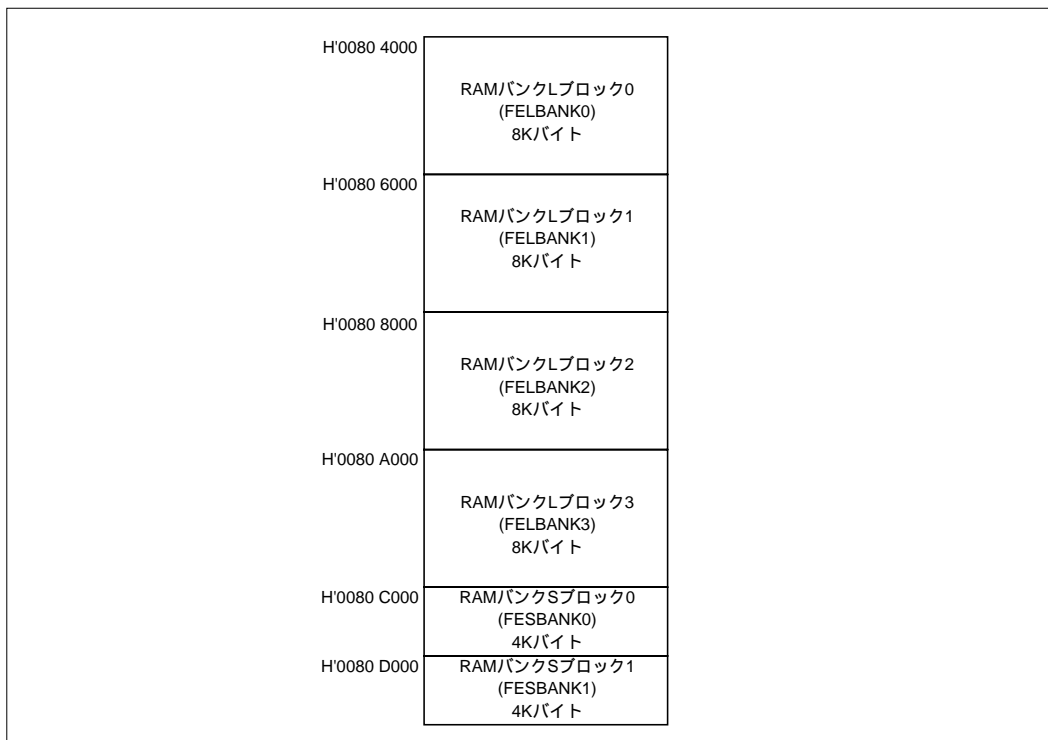 H'0080 4000
RAMバンクLブロック0
(FELBANK0)
8Kバイト
H'0080 6000
RAMバンクLブロック1
(FELBANK1)
8Kバイト
H'0080 8000
RAMバンクLブロック2
(FELBANK2)
8Kバイト
H'0080 A000
RAMバンクLブロック3
(FELBANK3)
8Kバイト
H'0080 C000
RAMバンクSブロック0
(FESBANK0)
4Kバイト
H'0080 D000
RAMバンクSブロック1
(FESBANK1)
4Kバイト